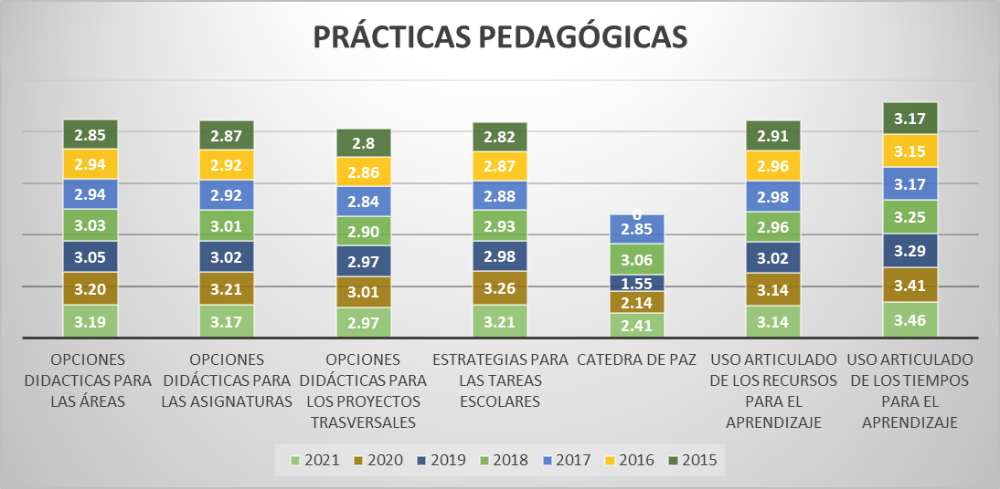 PRÁCTICAS PEDAGÓGICAS
2.85 2.87 2.8 2.82 2.91 3.17
2.94 2.92 2.86 2.87 0 2.96 3.15
2.94 2.92 2.84 2.88 2.85 2.98 3.17
3.03 3.01 2.90 2.93 3.06 2.96 3.25
3.05 3.02 2.97 2.98 1.55 3.02 3.29
3.20 3.21 3.01 3.26 2.14 3.14 3.41
3.19 3.17 2.97 3.21 2.41 3.14 3.46
OPCIONES
DIDACTICAS PARA
LAS ÁREAS
OPCIONES
DIDÁCTICAS PARA
LAS ASIGNATURAS
OPCIONES
DIDÁCTICAS PARA
LOS PROYECTOS
TRASVERSALES
ESTRATEGIAS PARA
LAS TAREAS
ESCOLARES
CATEDRA DE PAZ
USO ARTICULADO
DE LOS RECURSOS
PARA EL
APRENDIZAJE
USO ARTICULADO
DE LOS TIEMPOS
PARA EL
APRENDIZAJE
2021 2020 2019 2018 2017 2016 2015